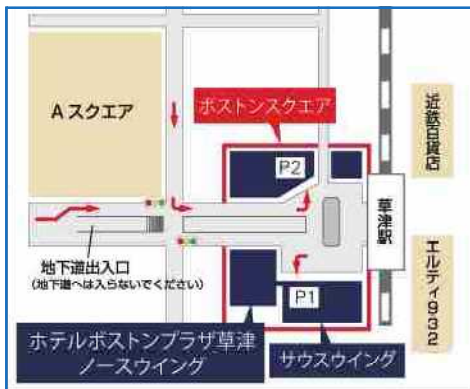 Aスクエア
ボストンスクエア
P2
近鉄百貨店
草津駅
地下道出入口
(地下道へは入らないでください)
P1
エルティ932
ホテルボストンプラザ草津
ノースウイング
サウスウイング